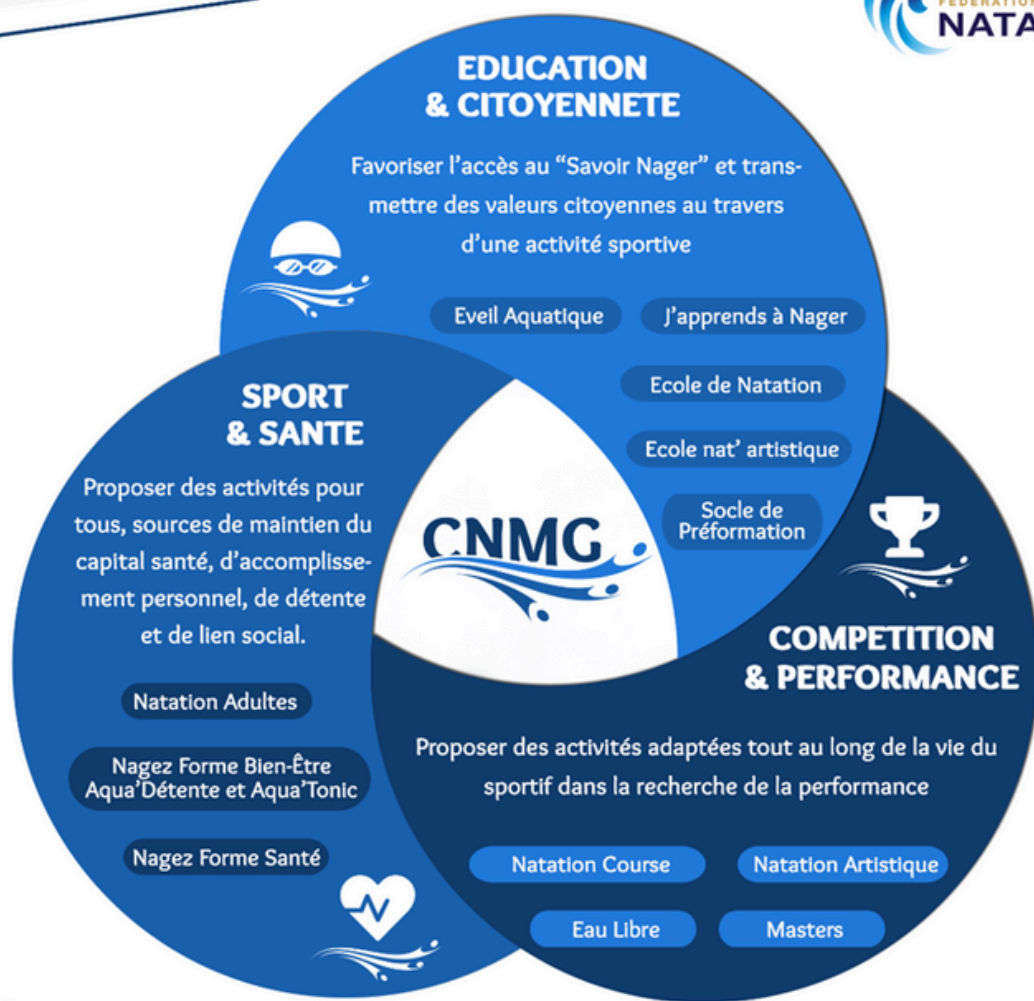 EDUCATION
& CITOYENNETE
Favoriser l’accès au “Savoir Nager” et trans-
mettre des valeurs citoyennes au travers
d’une activité sportive
Eveil Aquatique
J’apprends à Nager
Ecole de Natation
Ecole nat’ artistique
Socle de
Préformation
SPORT
& SANTE
Proposer des activités pour
tous, sources de maintien du
capital santé, d’accomplisse-
ment personnel, de détente
et de lien social.
Natation Adultes
Nagez Forme Bien-Être
Aqua’Détente et Aqua’Tonic
Nagez Forme Santé
CNMG
COMPETITION
& PERFORMANCE
Proposer des activités adaptées tout au long de la vie du
sportif dans la recherche de la performance
Natation Course
Natation Artistique
Eau Libre
Masters